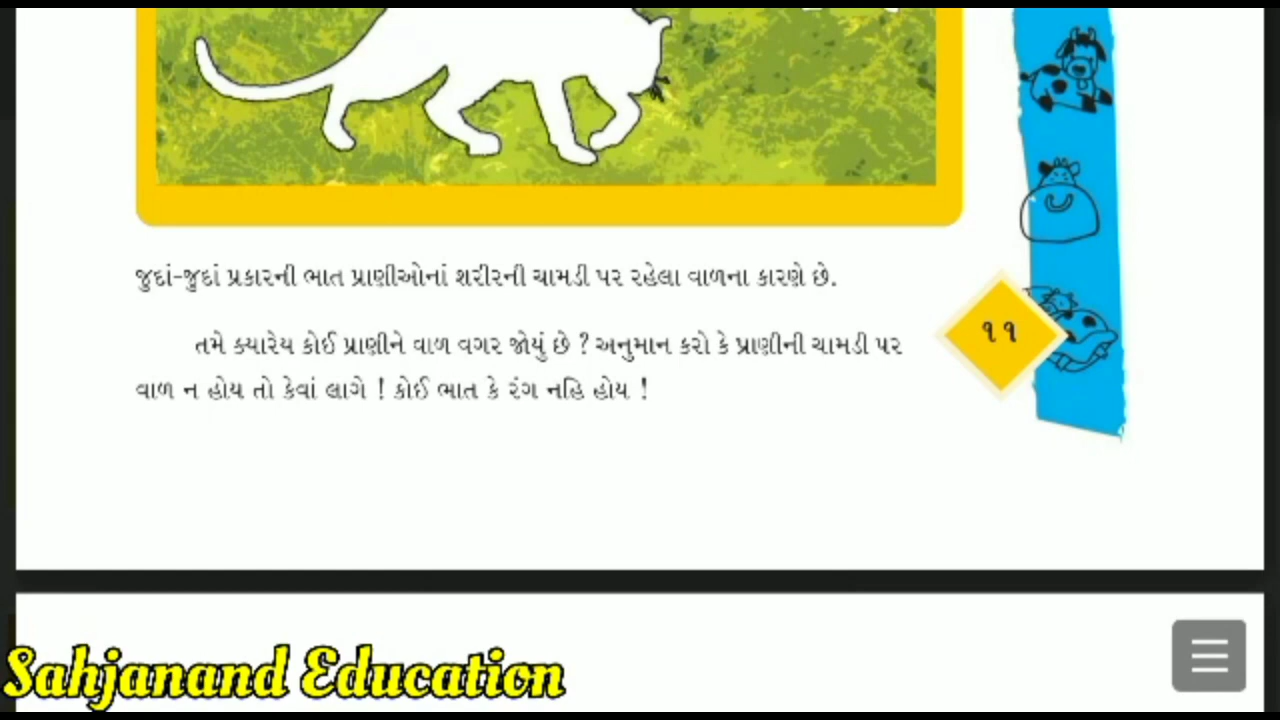 જુદાં-જુદાં પ્રકારની ભાત પ્રાણીઓનાં શરીરની ચામડી પર રહેલા વાળના કારણે છે.
તમે ક્યારેય કોઈ પ્રાણીને વાળ વગર જોયું છે ? અનુમાન કરો કે પ્રાણીની ચામડી પર
વાળ ન હોય તો કેવાં લાગે ! કોઈ ભાત કે રંગ નહિ હોય !
૧૧
Sahjanand Education